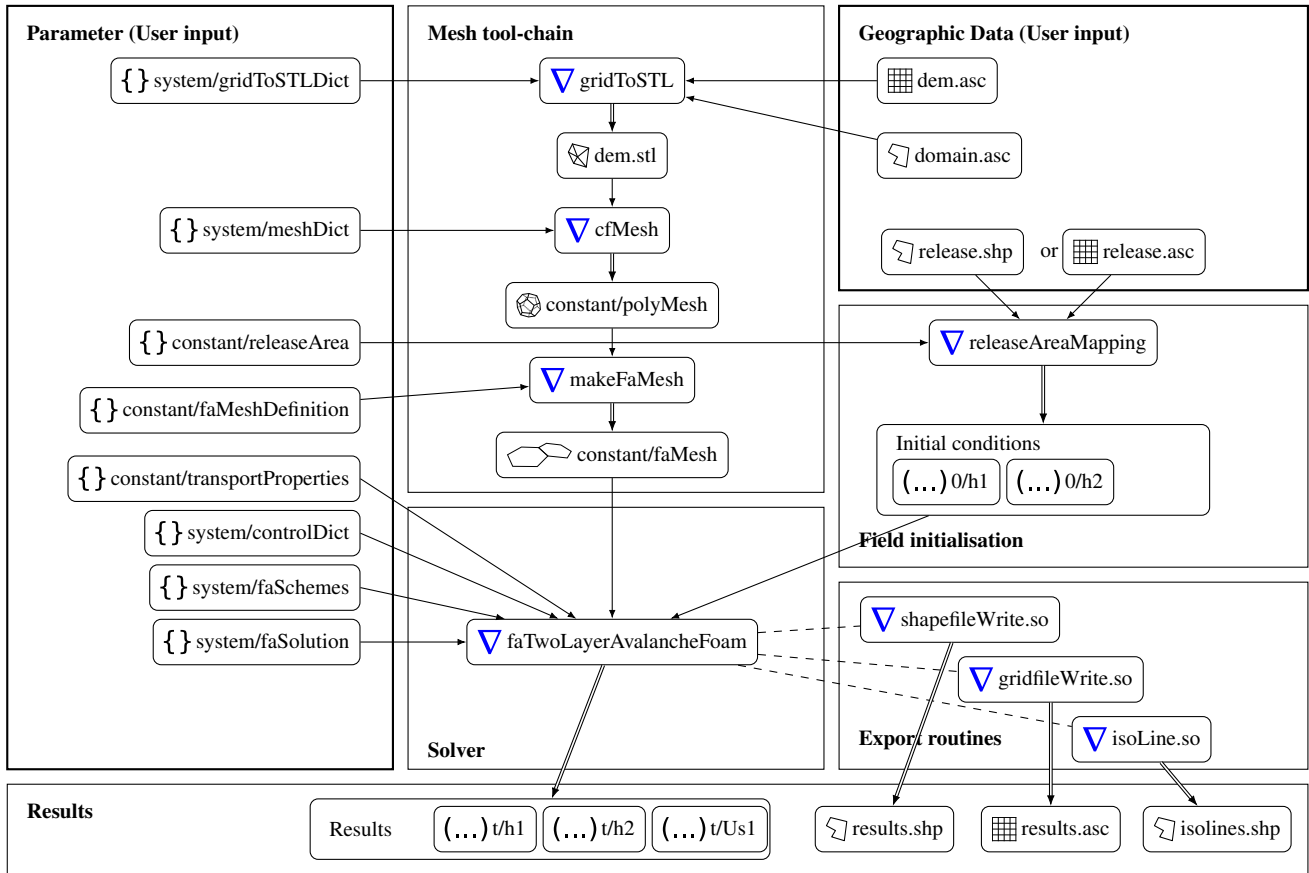 Parameter (User input)
{} system/gridToSTLDict
{} system/meshDict
{} constant/releaseArea
{} constant/faMeshDefinition
{} constant/transportProperties
{} system/controlDict
{} system/faSchemes
{} system/faSolution
Mesh tool-chain
∇ gridToSTL
dem.stl
∇ cfMesh
constant/polyMesh
∇ makeFaMesh
constant/faMesh
Geographic Data (User input)
dem.asc
domain.asc
release.shp or release.asc
∇ releaseAreaMapping
Initial conditions
(...) 0/h1 (...) 0/h2
Field initialisation
∇ faTwoLayerAvalancheFoam
Solver
∇ shapefileWrite.so
∇ gridfileWrite.so
∇ isoLine.so
Export routines
Results
Results (...) t/h1 (...) t/h2 (...) t/Us1
results.shp
results.asc
isolines.shp